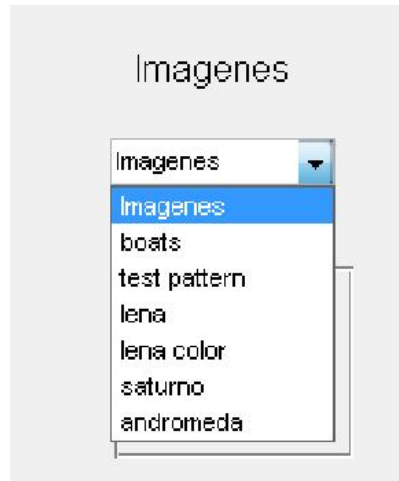 Imagenes
Imagenes
Imagenes
boats
test pattern
lena
lena color
saturno
andromeda